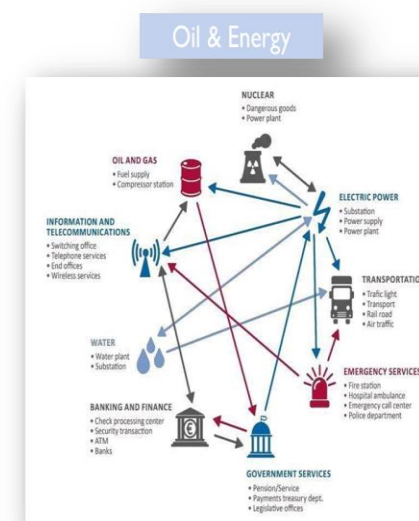 Oil & Energy
NUCLEAR
• Dangerous goods
• Power plant
OIL AND GAS
• Fuel supply
• Compressor station
ELECTRIC POWER
• Substation
• Power supply
• Power plant
INFORMATION AND
TELECOMMUNICATIONS
• Switching office
• Telephone services
• End offices
• Wireless services
TRANSPORTATIO
• Trafic light
• Transport
• Rail road
• Air traffic
WATER
• Water plant
• Substation
EMERGENCY SERVICES
• Fire station
• Hospital ambulance
• Emergency call center
• Police department
BANKING AND FINANCE
• Check processing center
• Security transaction
• ATM
• Banks
€
GOVERNMENT SERVICES
• Pension/Service
• Payments treasury dept.
• Legislative offices